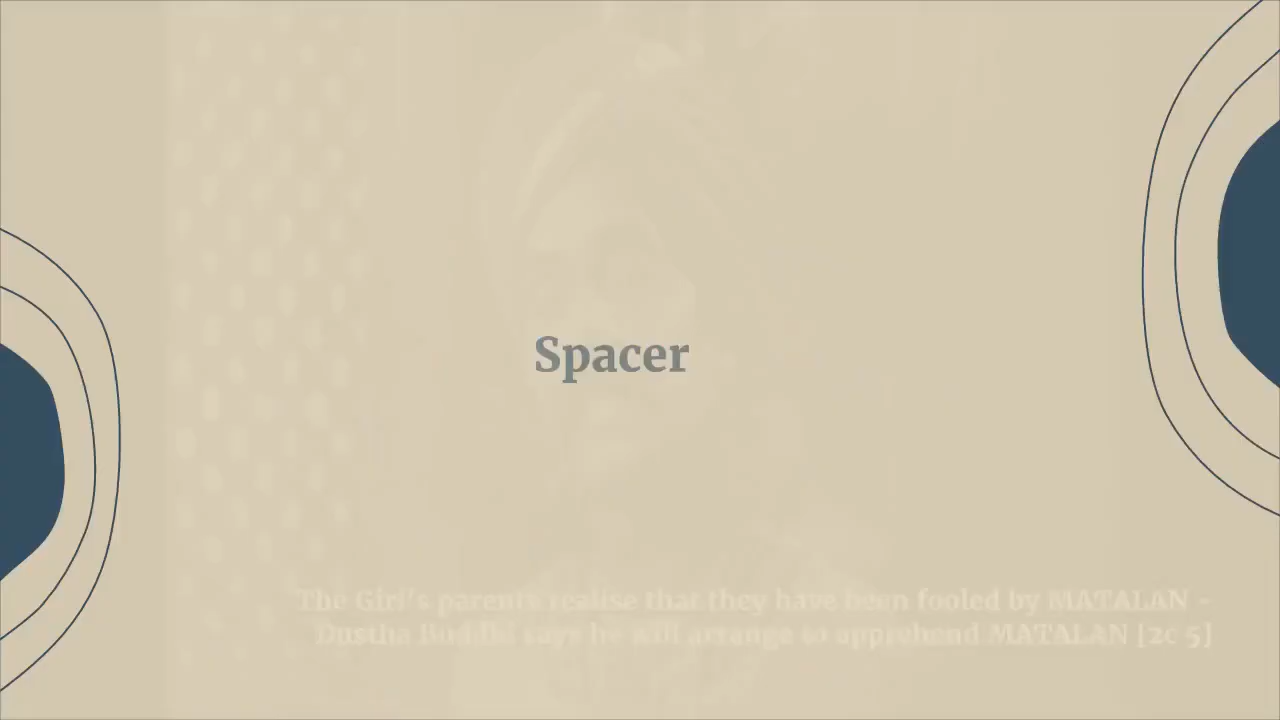 Spacer
The Girl's parents realise that they have been fooled by MATALAN -
Dustha Buddhi says he will arrange to apprehend MATALAN [2c 5]